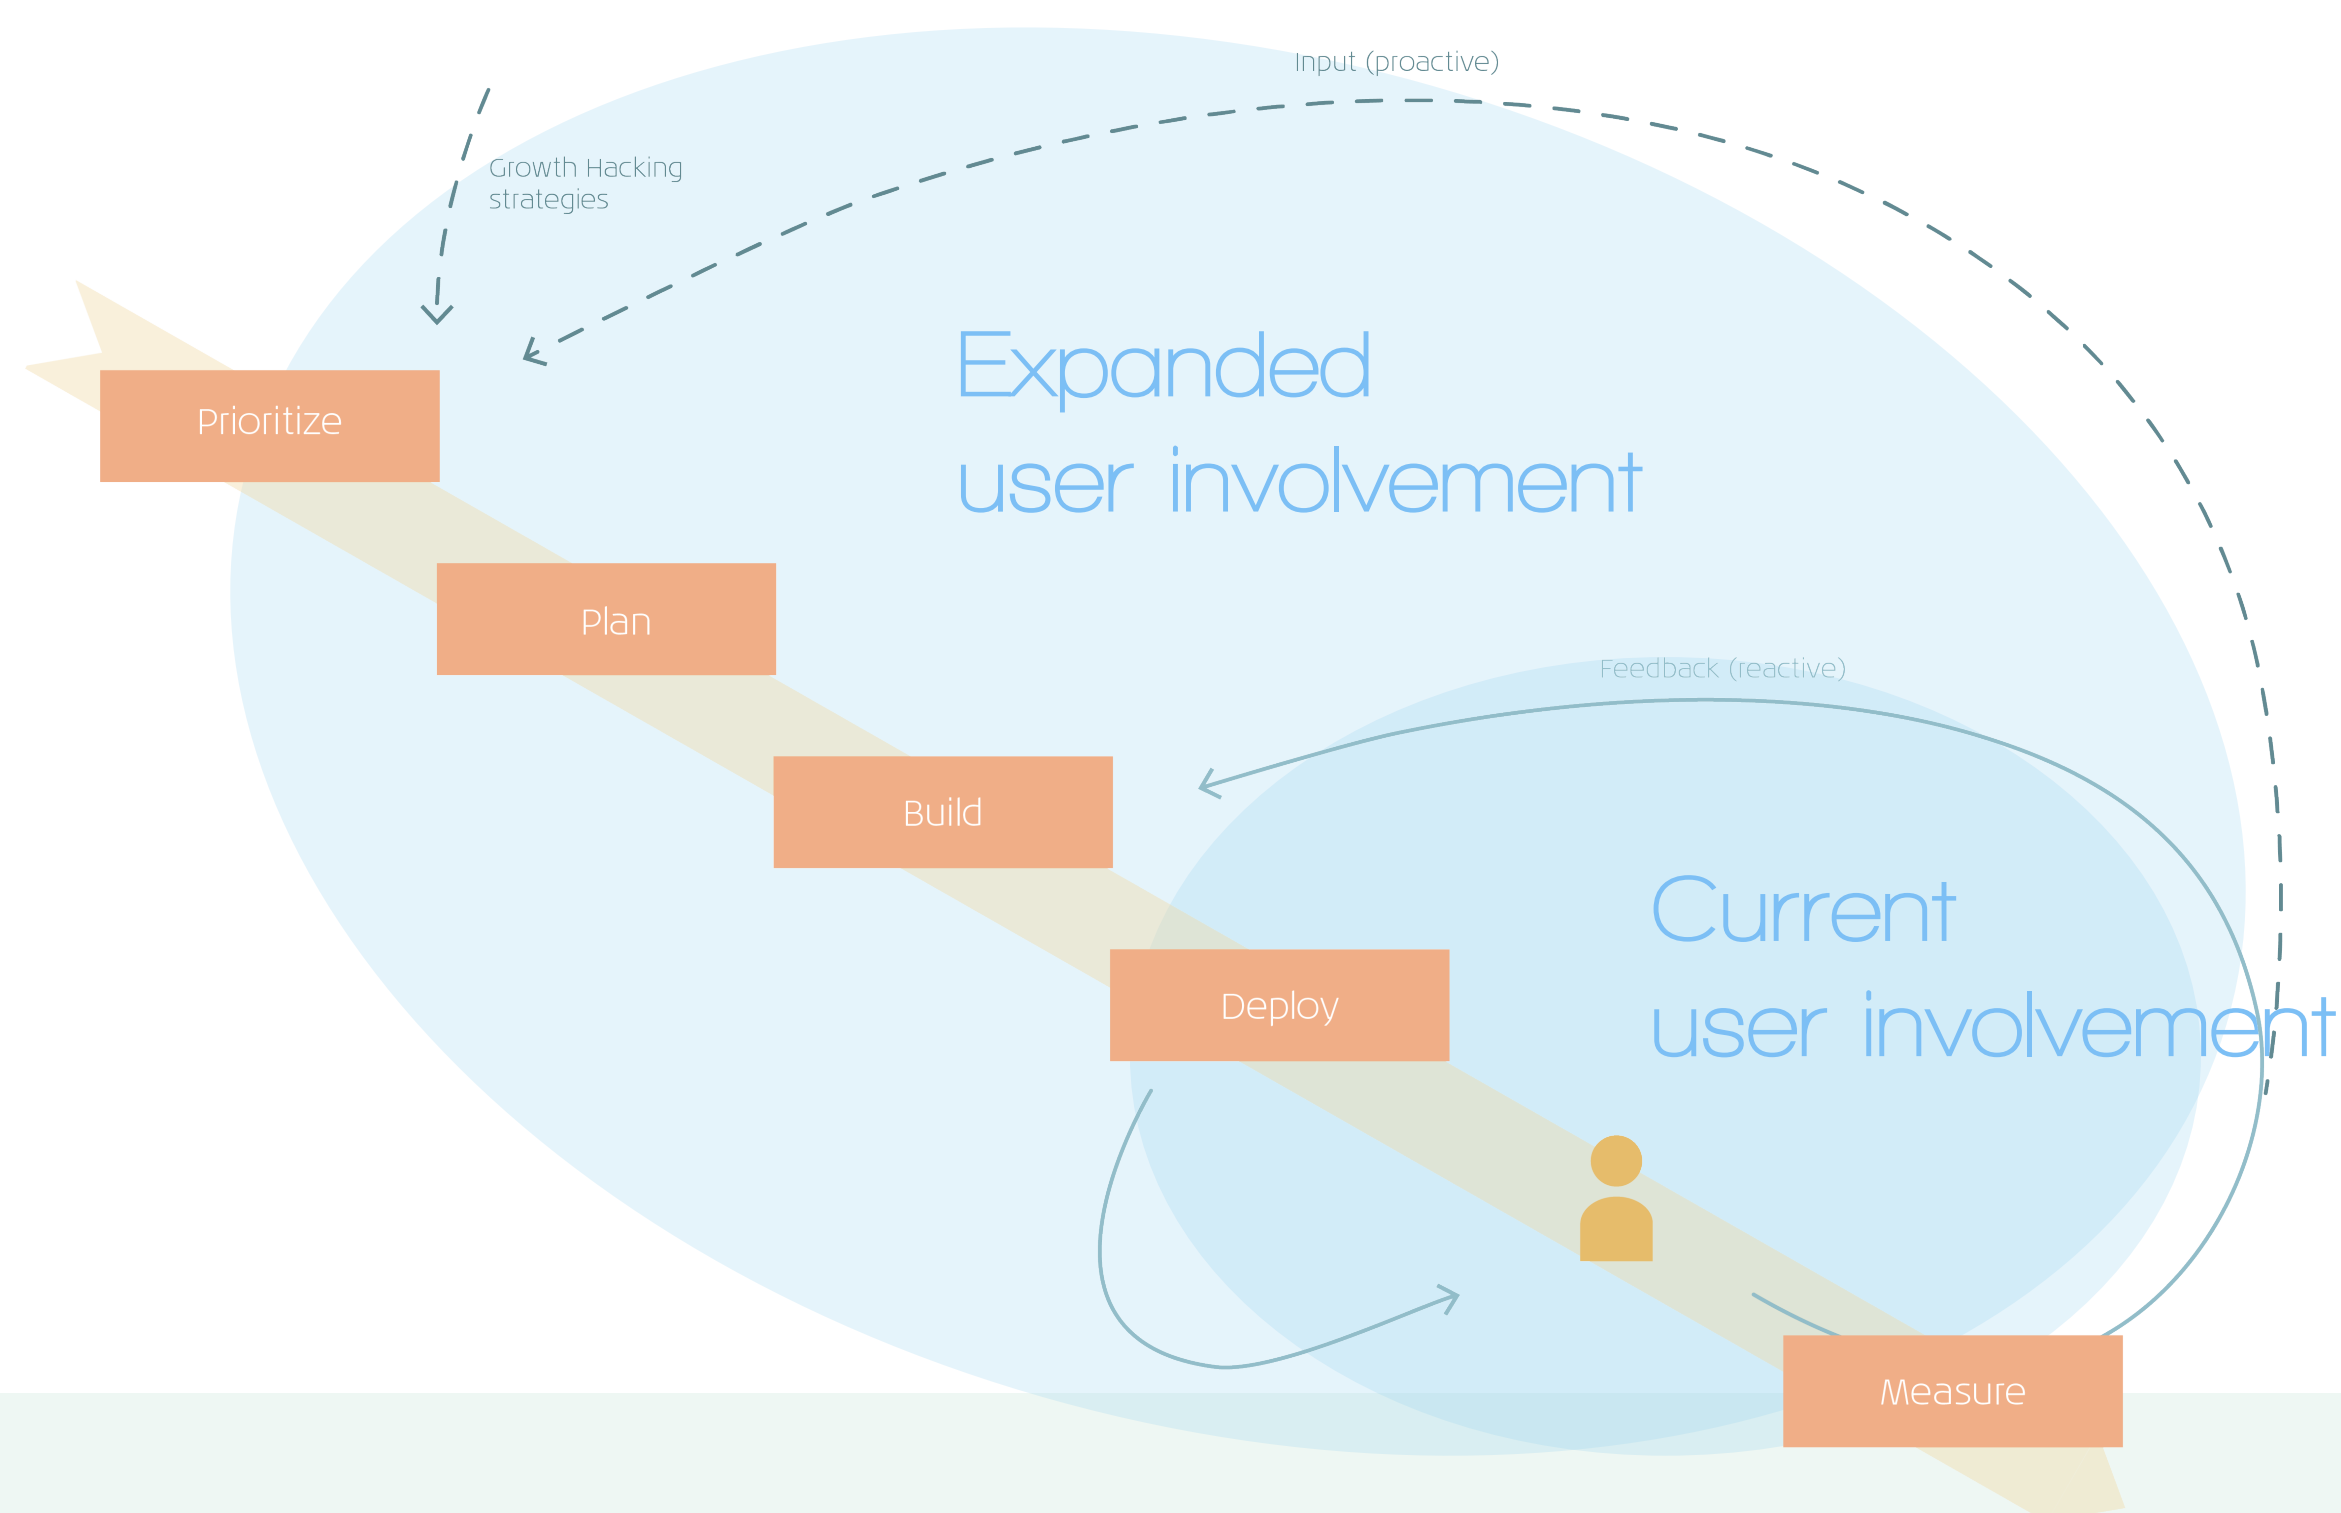 Input (proactive)
Growth Hacking
strategies
Expanded
user involvement
Prioritize
Plan
Feedback (reactive)
Build
Current
user involvement
Deploy
Measure